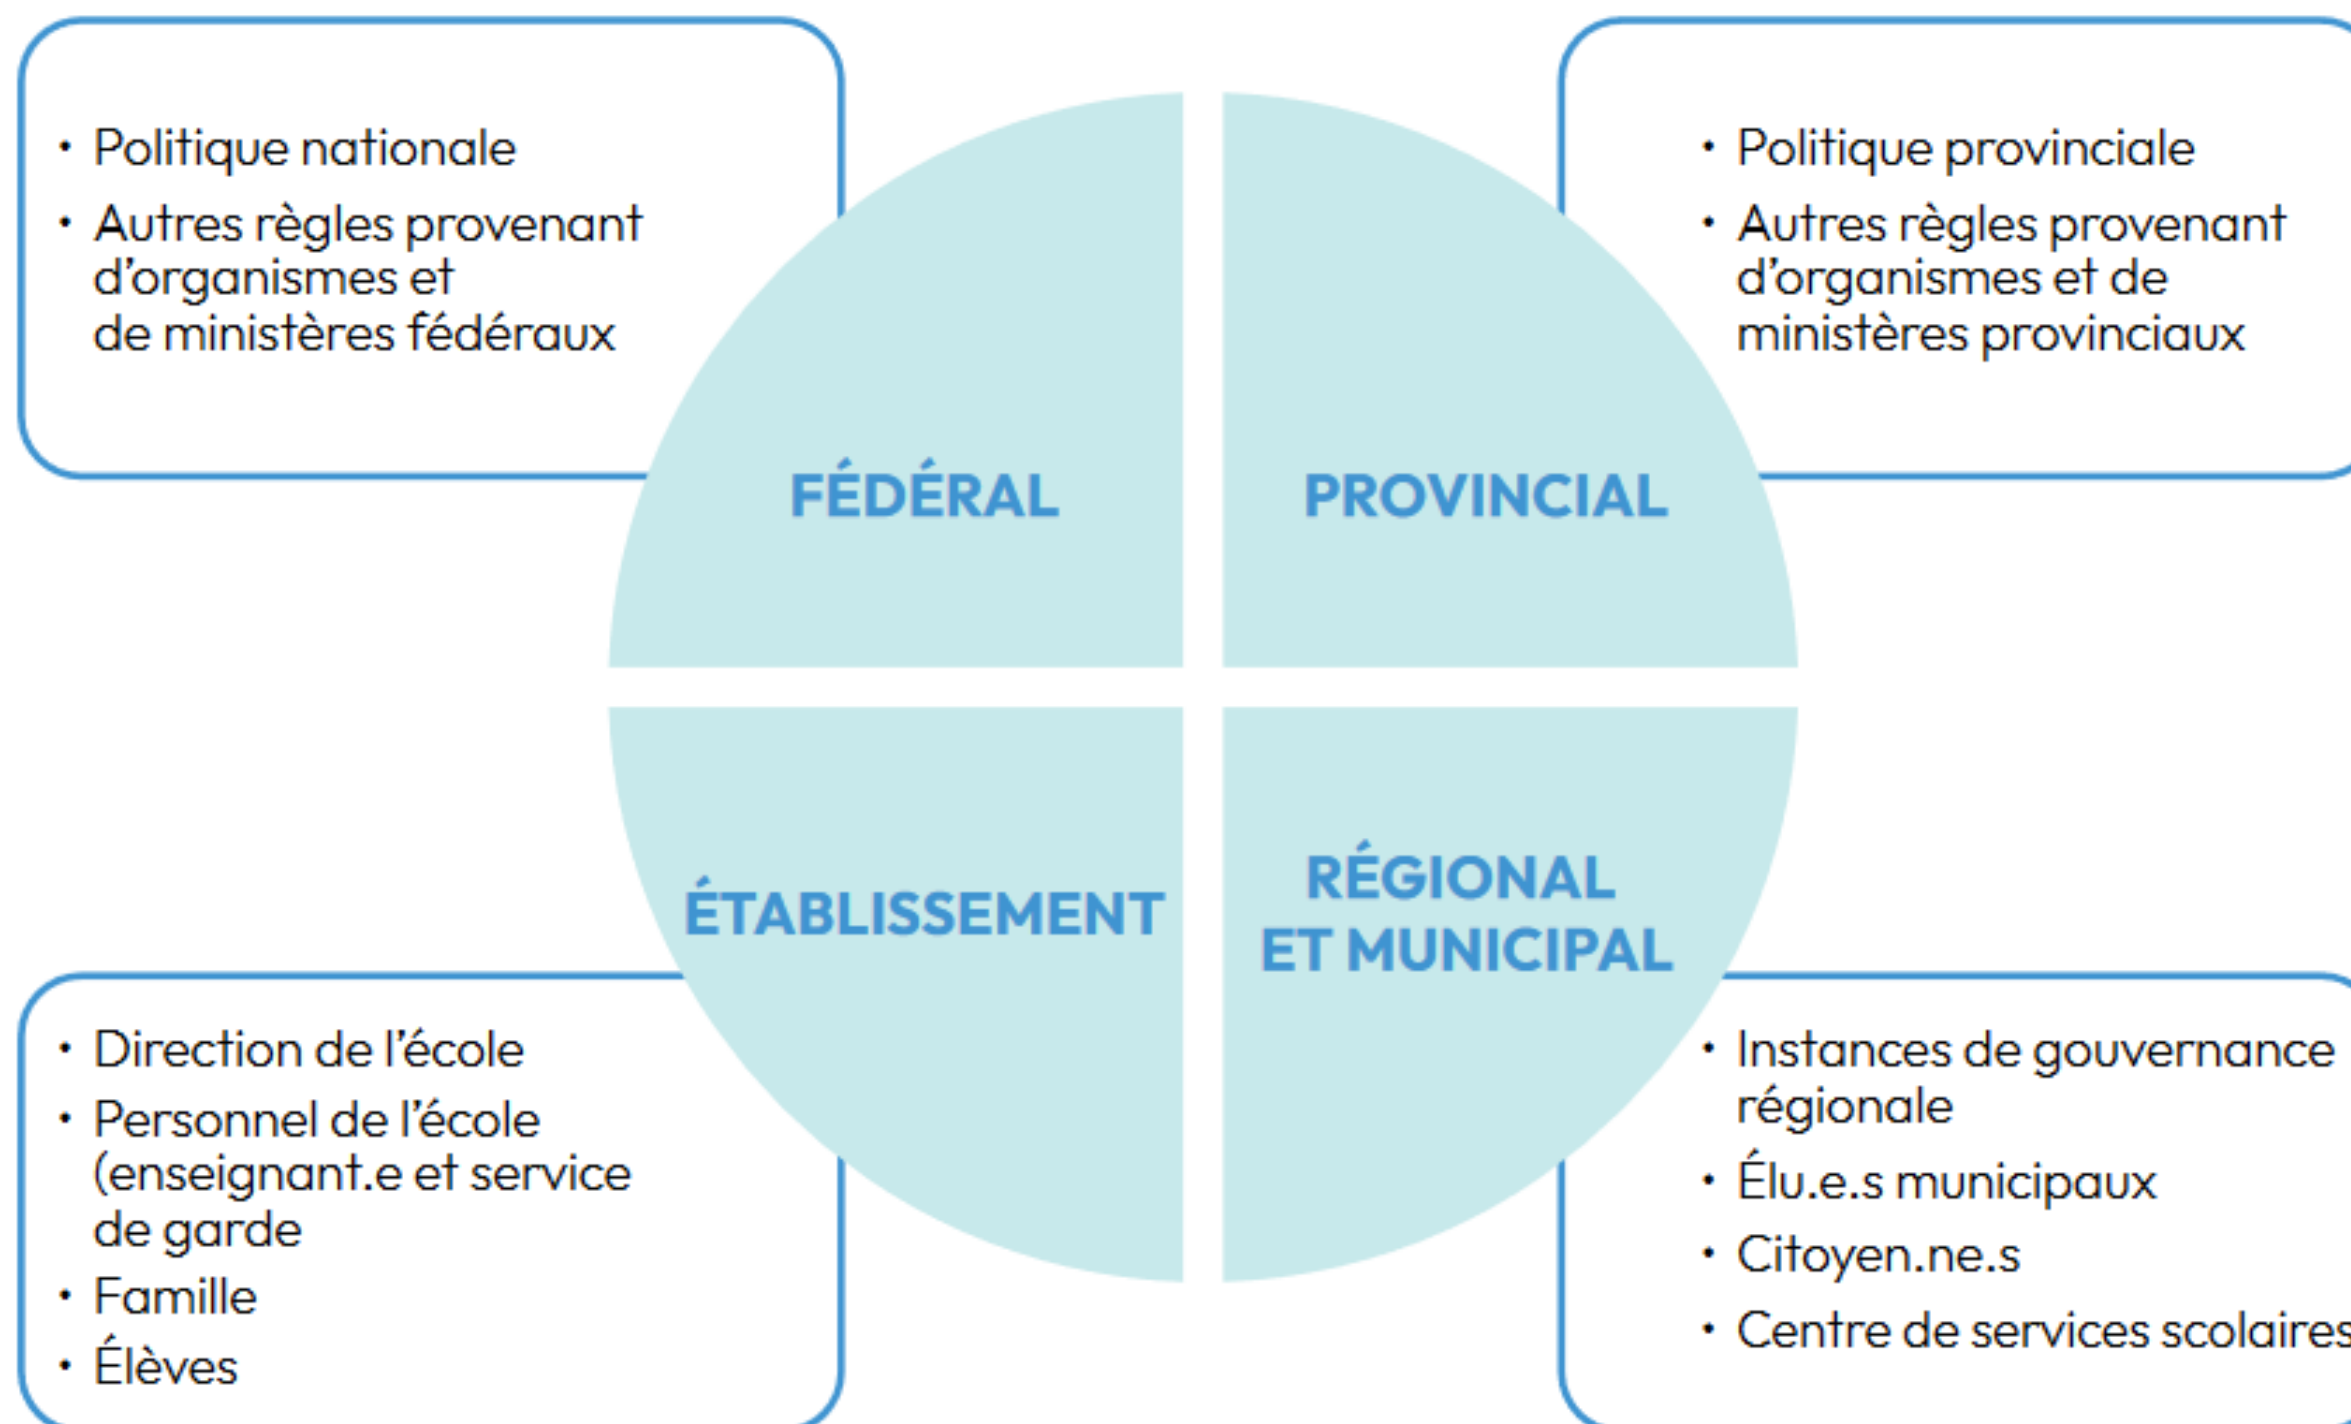 • Politique nationale
• Autres règles provenant
d’organismes et
de ministères fédéraux
• Politique provinciale
• Autres règles provenant
d’organismes et de
ministères provinciaux
FÉDÉRAL
PROVINCIAL
ÉTABLISSEMENT
RÉGIONAL
ET MUNICIPAL
• Direction de l’école
• Personnel de l’école
(enseignant.e et service
de garde
• Famille
• Élèves
• Instances de gouvernance
régionale
• Élu.e.s municipaux
• Citoyen.ne.s
• Centre de services scolaires